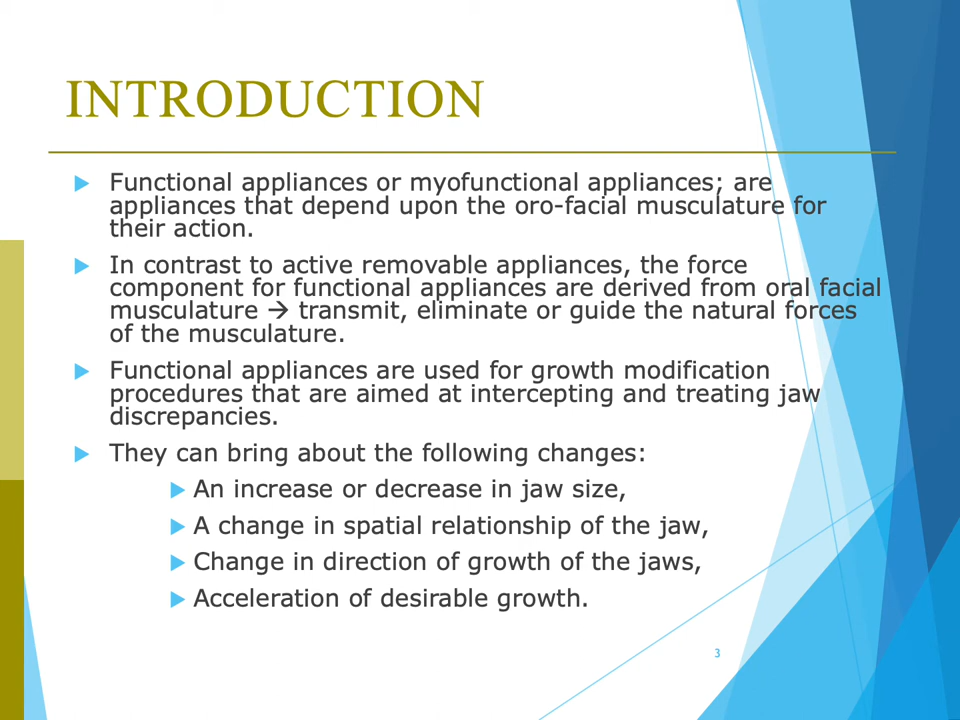 INTRODUCTION
Functional appliances or myofunctional appliances; are
appliances that depend upon the oro-facial musculature for
their action.
In contrast to active removable appliances, the force
component for functional appliances are derived from oral facial
musculature → transmit, eliminate or guide the natural forces
of the musculature.
Functional appliances are used for growth modification
procedures that are aimed at intercepting and treating jaw
discrepancies.
They can bring about the following changes:
An increase or decrease in jaw size,
A change in spatial relationship of the jaw,
Change in direction of growth of the jaws,
Acceleration of desirable growth.
3